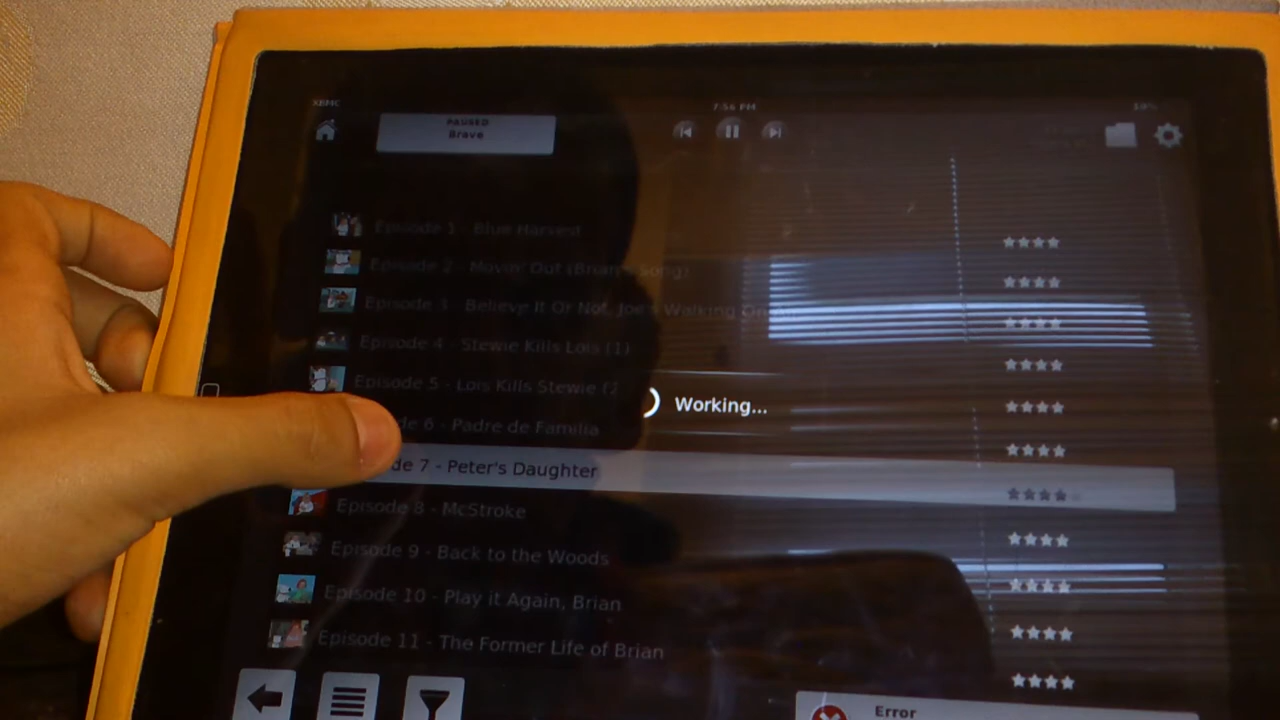 XBMC
7:56 PM
PAUSED
Brave
Episode 1 - Blue Harvest
Episode 2 - Movin' Out (Brian's Song)
Episode 3 - Believe It Or Not, Joe's Walking On
Episode 4 - Stewie Kills Lois (1)
Episode 5 - Lois Kills Stewie (2
Working...
de 6 - Padre de Familia
de 7 - Peter's Daughter
Episode 8 - McStroke
Episode 9 - Back to the Woods
Episode 10 - Play it Again, Brian
Episode 11 - The Former Life of Brian
Error